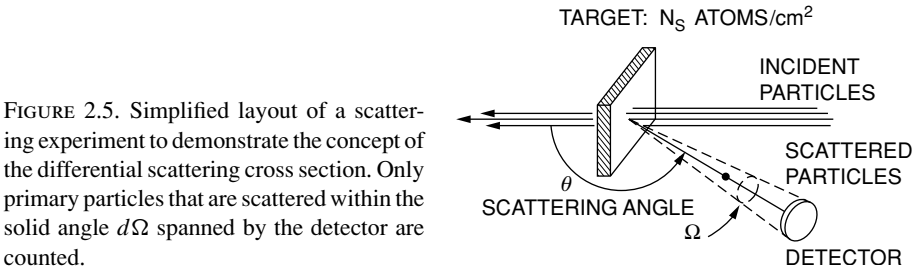 FIGURE 2.5. Simplified layout of a scatter-
ing experiment to demonstrate the concept of
the differential scattering cross section. Only
primary particles that are scattered within the
solid angle dΩ spanned by the detector are
counted.
TARGET: N_S ATOMS/cm²
INCIDENT
PARTICLES
SCATTERED
PARTICLES
θ
SCATTERING ANGLE
Ω
DETECTOR